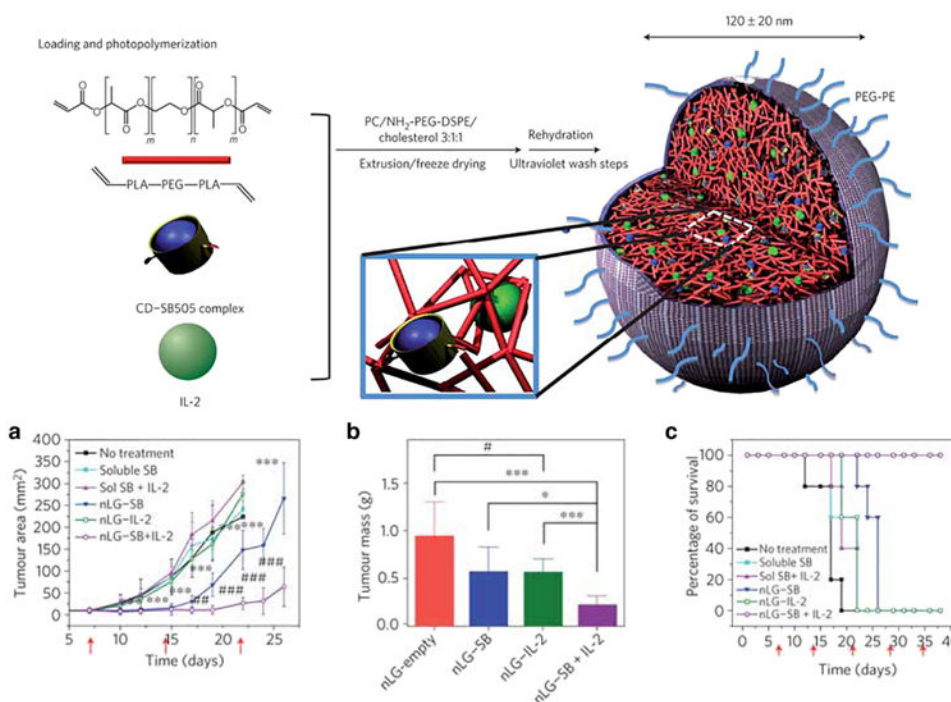 Loading and photopolymerization
120 ± 20 nm
PEG-PE
O
O
O
O
O
O
O
O
m
n
m
PLA—PEG—PLA
PC/NH2-PEG-DSPE/
cholesterol 3:1:1
Extrusion/freeze drying
Rehydration
Ultraviolet wash steps
CD–SB505 complex
IL-2
a
Tumour area (mm²)
400
350
300
250
200
150
100
50
0
No treatment
Soluble SB
Sol SB + IL-2
nLG-SB
nLG-IL-2
nLG-SB+IL-2
***
***
***
***
##
###
###
###
5
10
15
20
25
Time (days)
b
Tumour mass (g)
1.5
1.0
0.5
0.0
#
***
*
***
nLG-empty
nLG-SB
nLG-IL-2
nLG-SB + IL-2
c
Percentage of survival
100
80
60
40
20
0
No treatment
Soluble SB
Sol SB+ IL-2
nLG-SB
nLG-IL-2
nLG-SB + IL-2
0
5
10
15
20
25
30
35
40
Time (days)